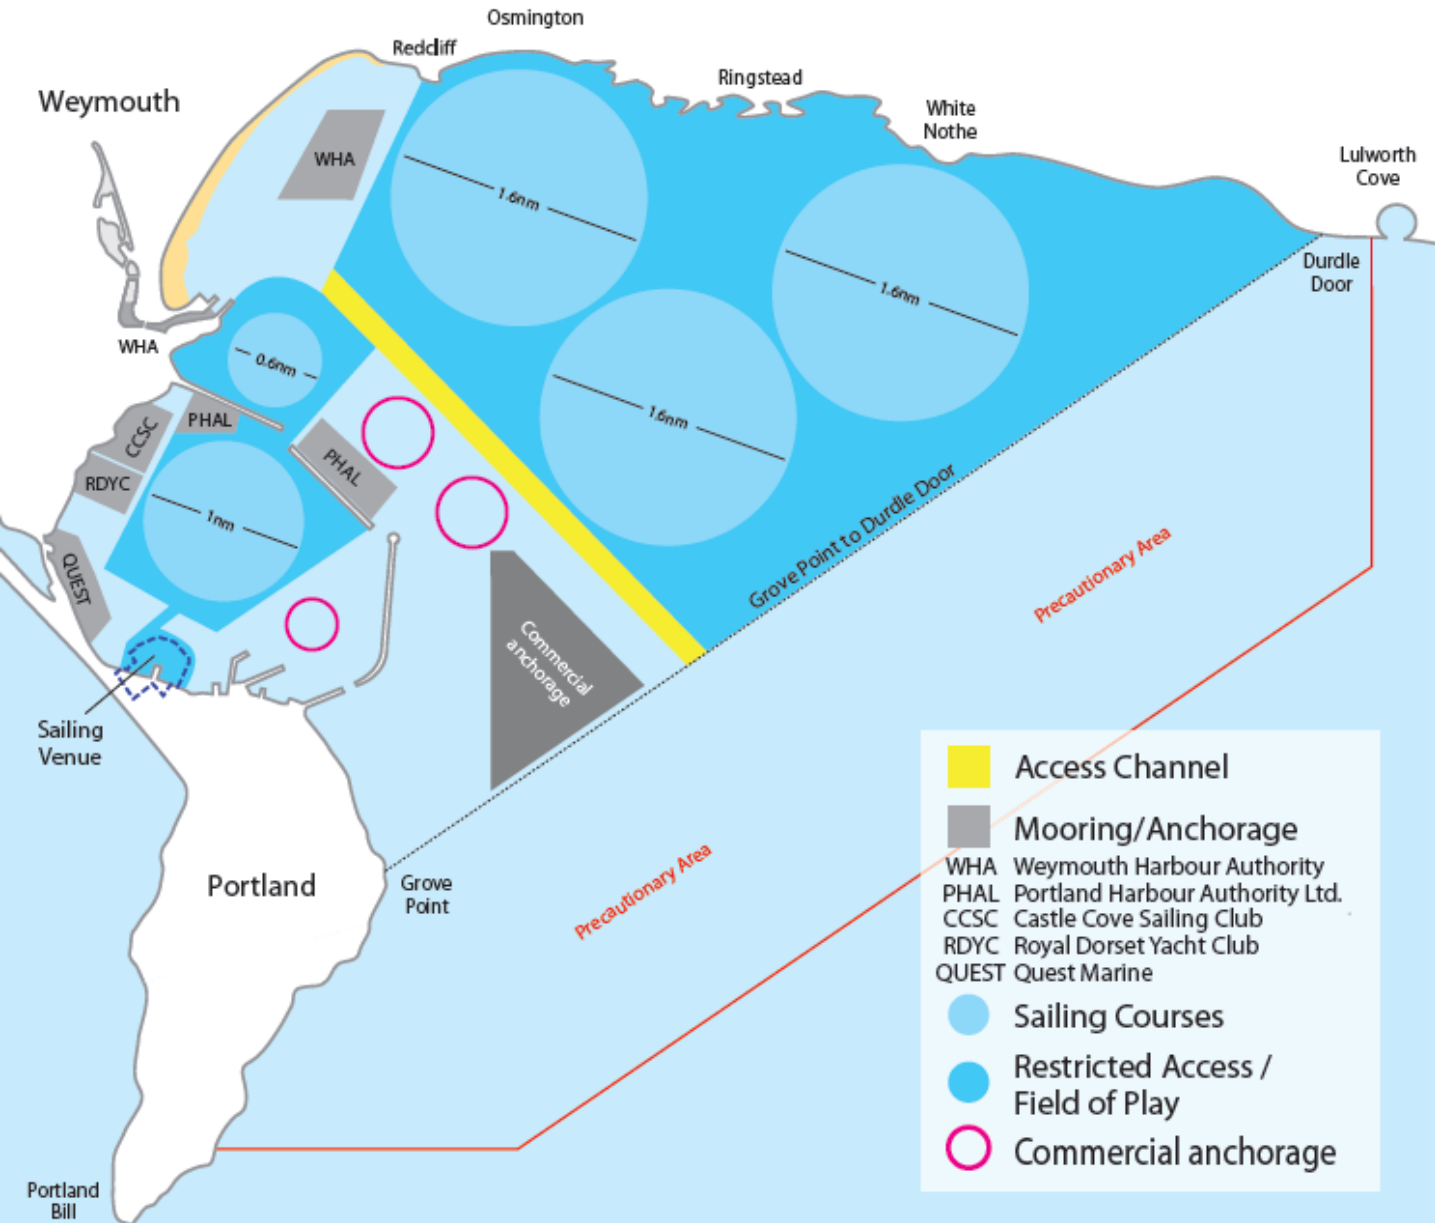 Osmington
Redcliff
Ringstead
Weymouth
White
Nothe
Lulworth
Cove
WHA
1.6nm
Durdle
Door
1.6nm
WHA
0.6nm
1.6nm
PHAL
CCSC
PHAL
RDYC
1nm
Grove Point to Durdle Door
Precautionary Area
QUEST
Commercial
anchorage
Sailing
Venue
Access Channel
Mooring/Anchorage
WHA Weymouth Harbour Authority
PHAL Portland Harbour Authority Ltd.
CCSC Castle Cove Sailing Club
RDYC Royal Dorset Yacht Club
QUEST Quest Marine
Sailing Courses
Restricted Access /
Field of Play
Commercial anchorage
Portland
Grove
Point
Precautionary Area
Portland
Bill